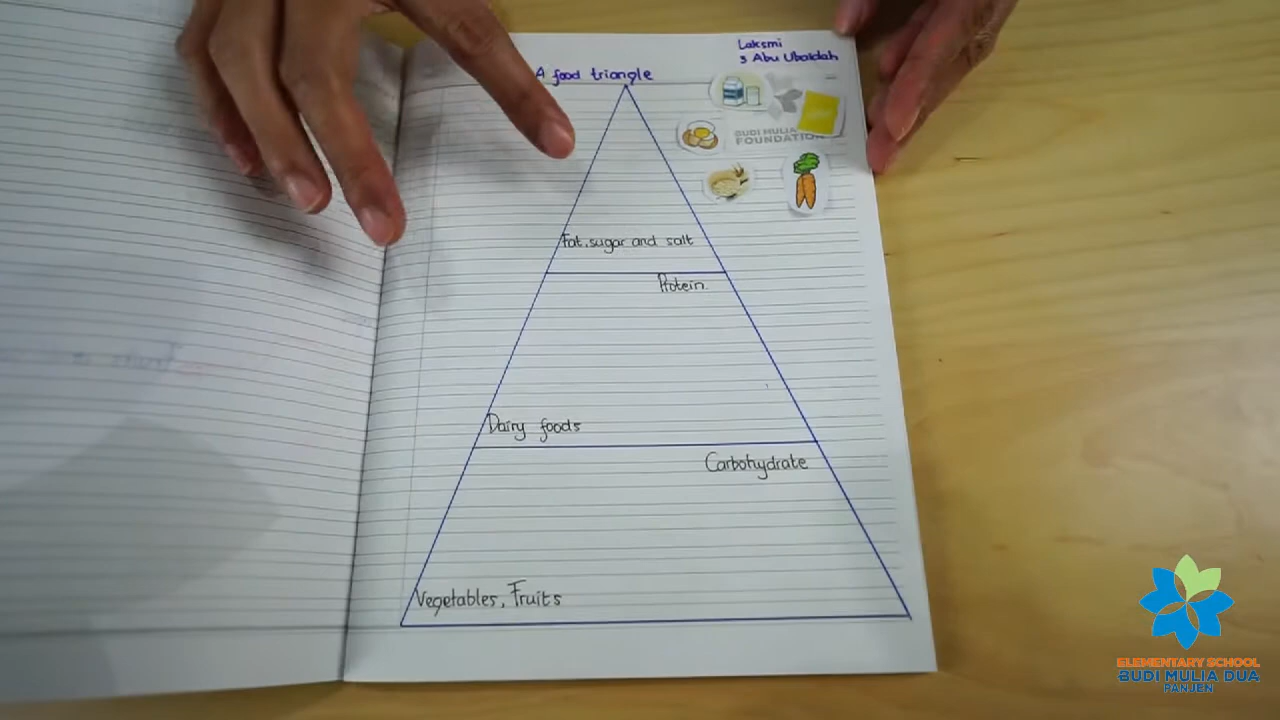 Laksmi
3 Abu Ubaidah
A food triangle
BUDI MULIA
FOUNDATION
Fat, sugar and salt
Protein.
Dairy foods
Carbohydrate
Vegetables, Fruits
ELEMENTARY SCHOOL
BUDI MULIA DUA
PANJEN